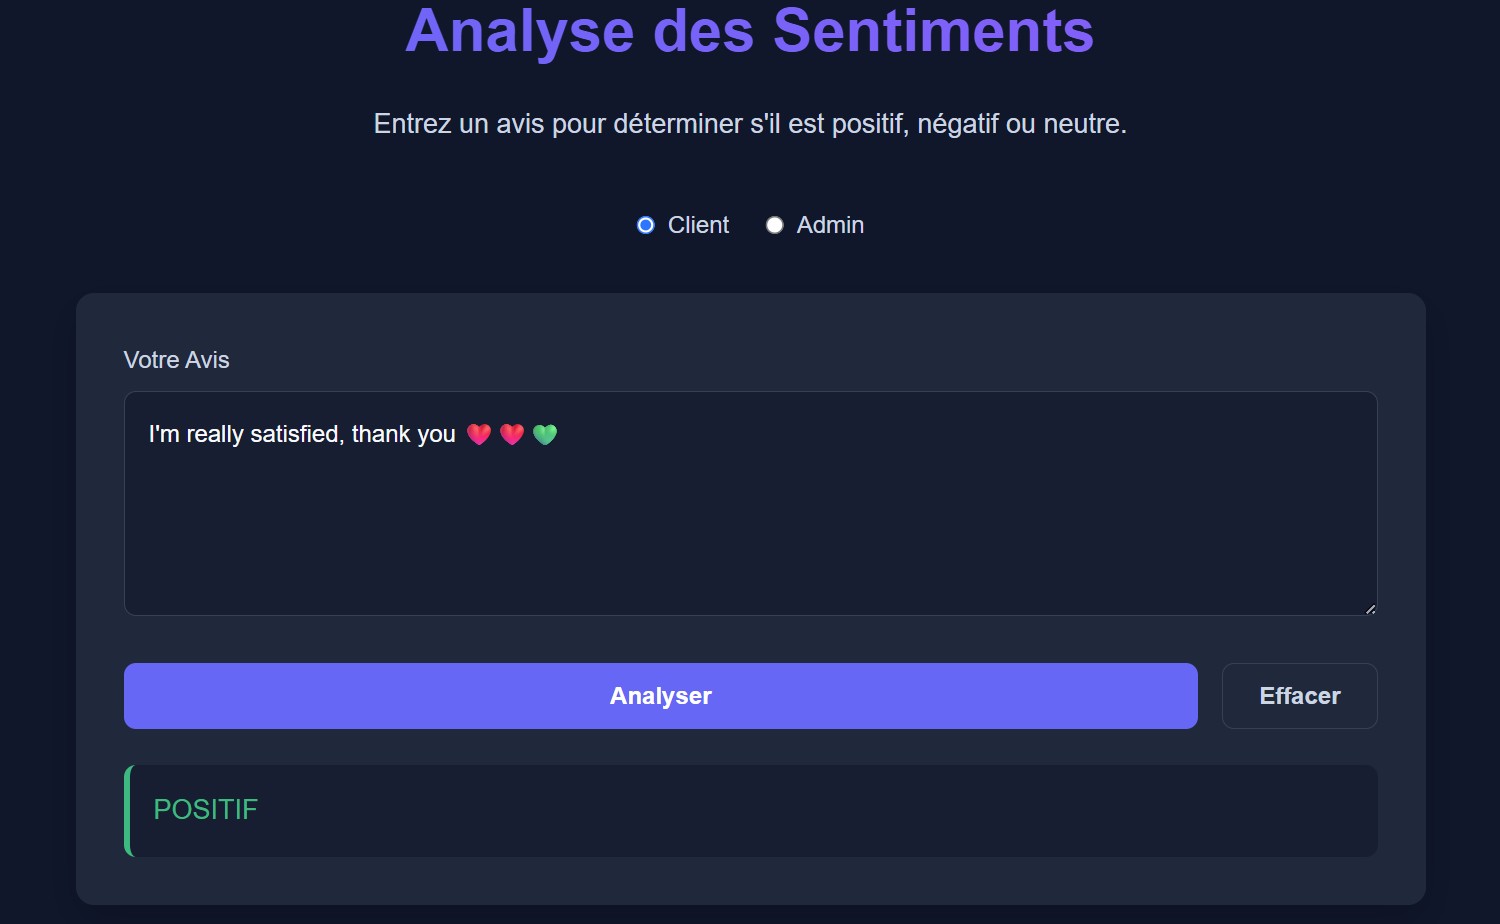 Analyse des Sentiments
Entrez un avis pour déterminer s'il est positif, négatif ou neutre.
Client Admin
Votre Avis
I'm really satisfied, thank you ❤️ ❤️ 💚
Analyser Effacer
POSITIF